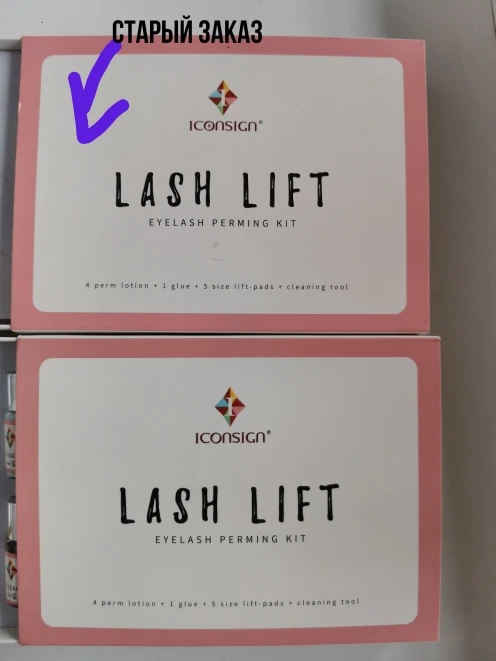 СТАРЫЙ ЗАКАЗ
ICONSIGN®
LASH LIFT
EYELASH PERMING KIT
4 perm lotion + 1 glue + 5 size lift-pads + cleaning tool
ICONSIGN®
LASH LIFT
EYELASH PERMING KIT
4 perm lotion + 1 glue + 5 size lift-pads + cleaning tool